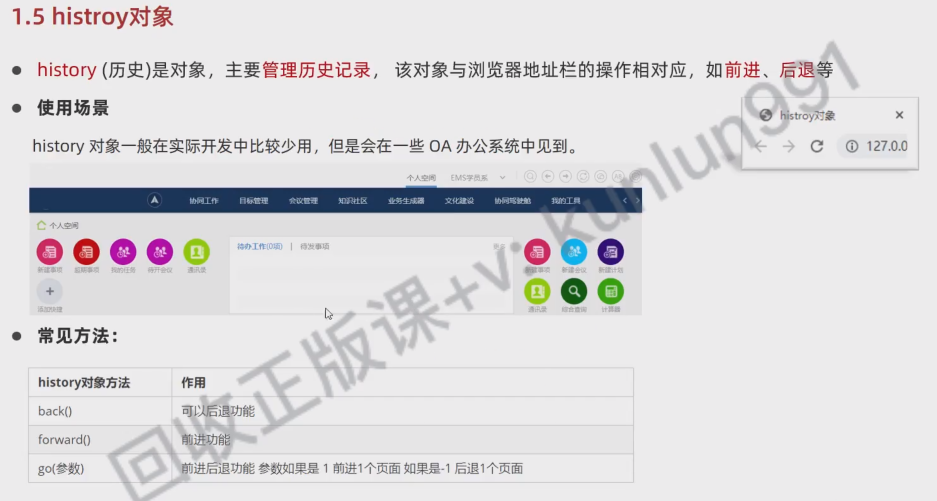 1.5 histroy对象
history (历史)是对象，主要管理历史记录， 该对象与浏览器地址栏的操作相对应，如前进、后退等
使用场景
histroy对象
127.0.0
history 对象一般在实际开发中比较少用，但是会在一些 OA 办公系统中见到。
个人空间 EMS学员系
协同工作 目标管理 会议管理 知识社区 业务生成器 文化建设 协同驾驶舱 我的工具
个人空间
待办工作(0项) | 待发事项
新建事项 超期事项 我的任务 待开会议 通讯录
新建事项 新建会议 新建计划
添加快捷
通讯录 综合查询 计算器
常见方法：
history对象方法 作用
back() 可以后退功能
forward() 前进功能
go(参数) 前进后退功能 参数如果是 1 前进1个页面 如果是-1 后退1个页面
回收正版课+v:kunlun991